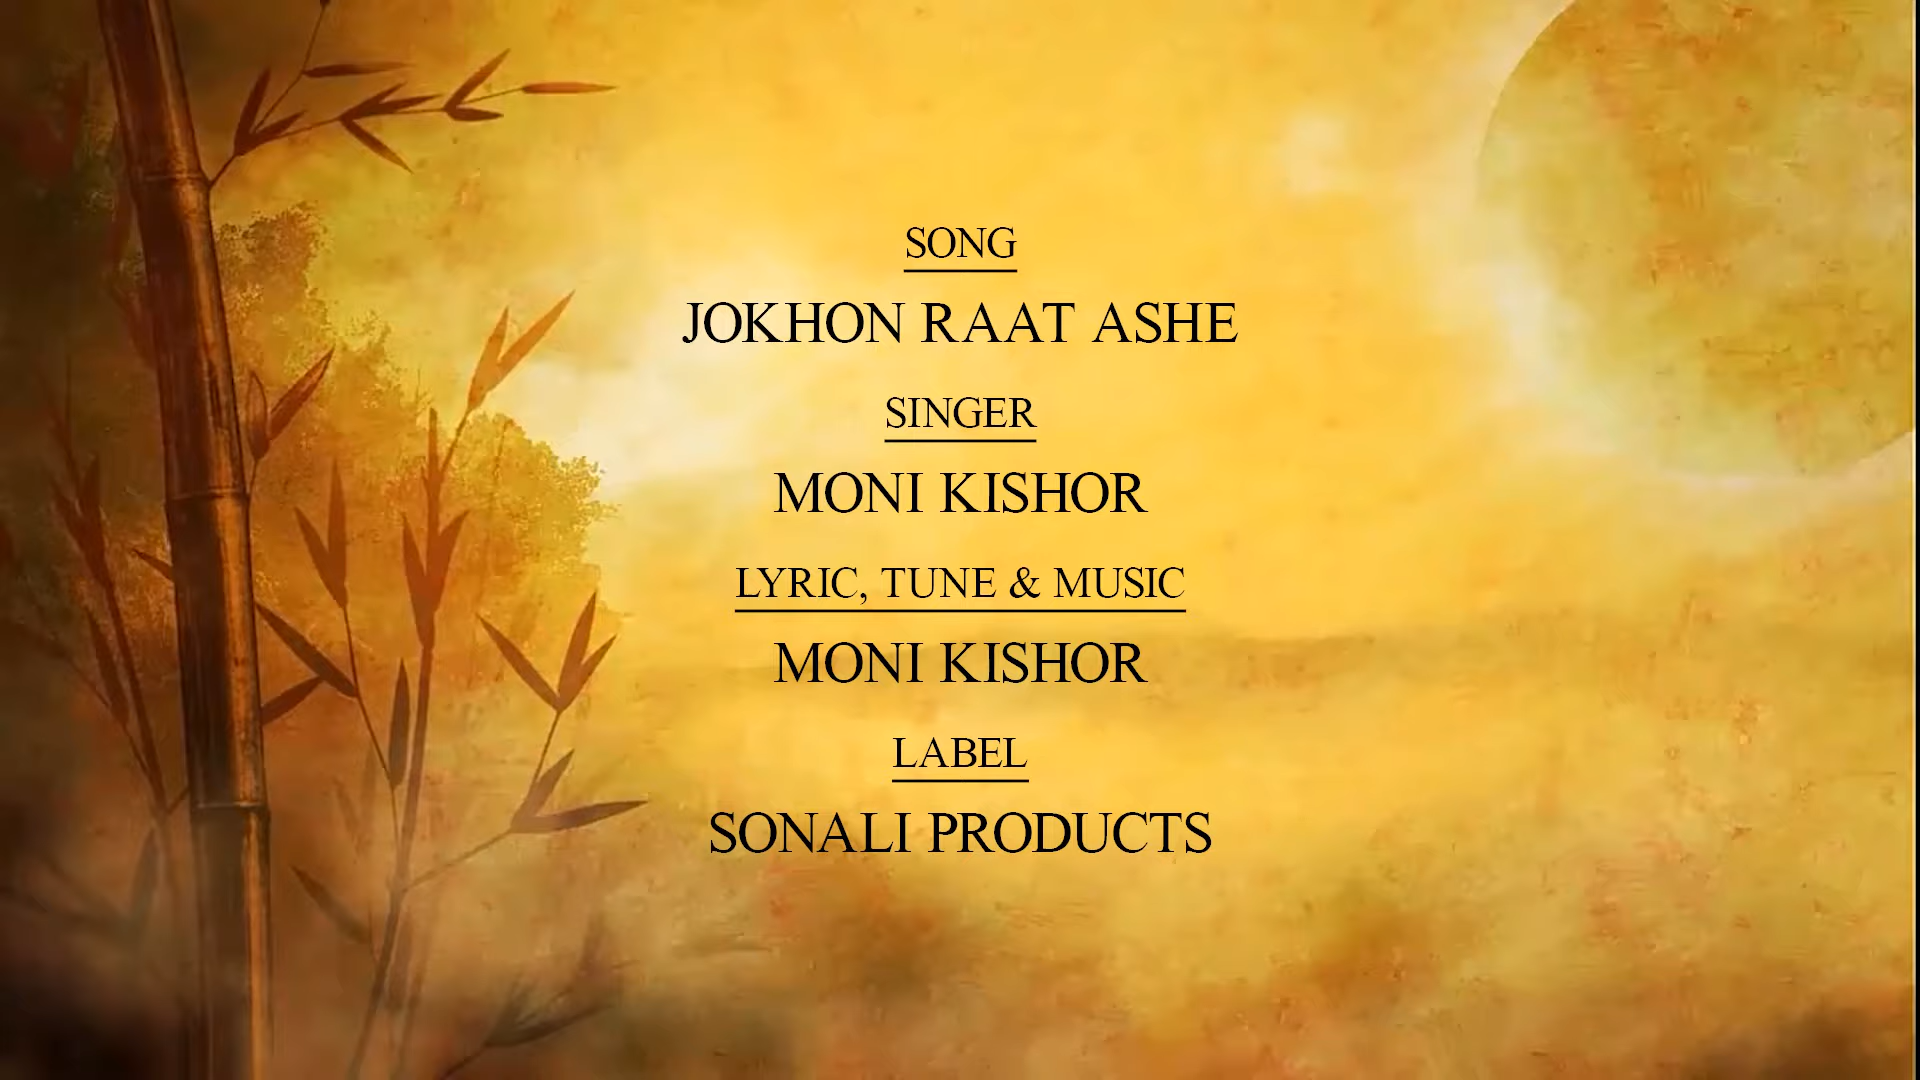 SONG
JOKHON RAAT ASHE
SINGER
MONI KISHOR
LYRIC, TUNE & MUSIC
MONI KISHOR
LABEL
SONALI PRODUCTS